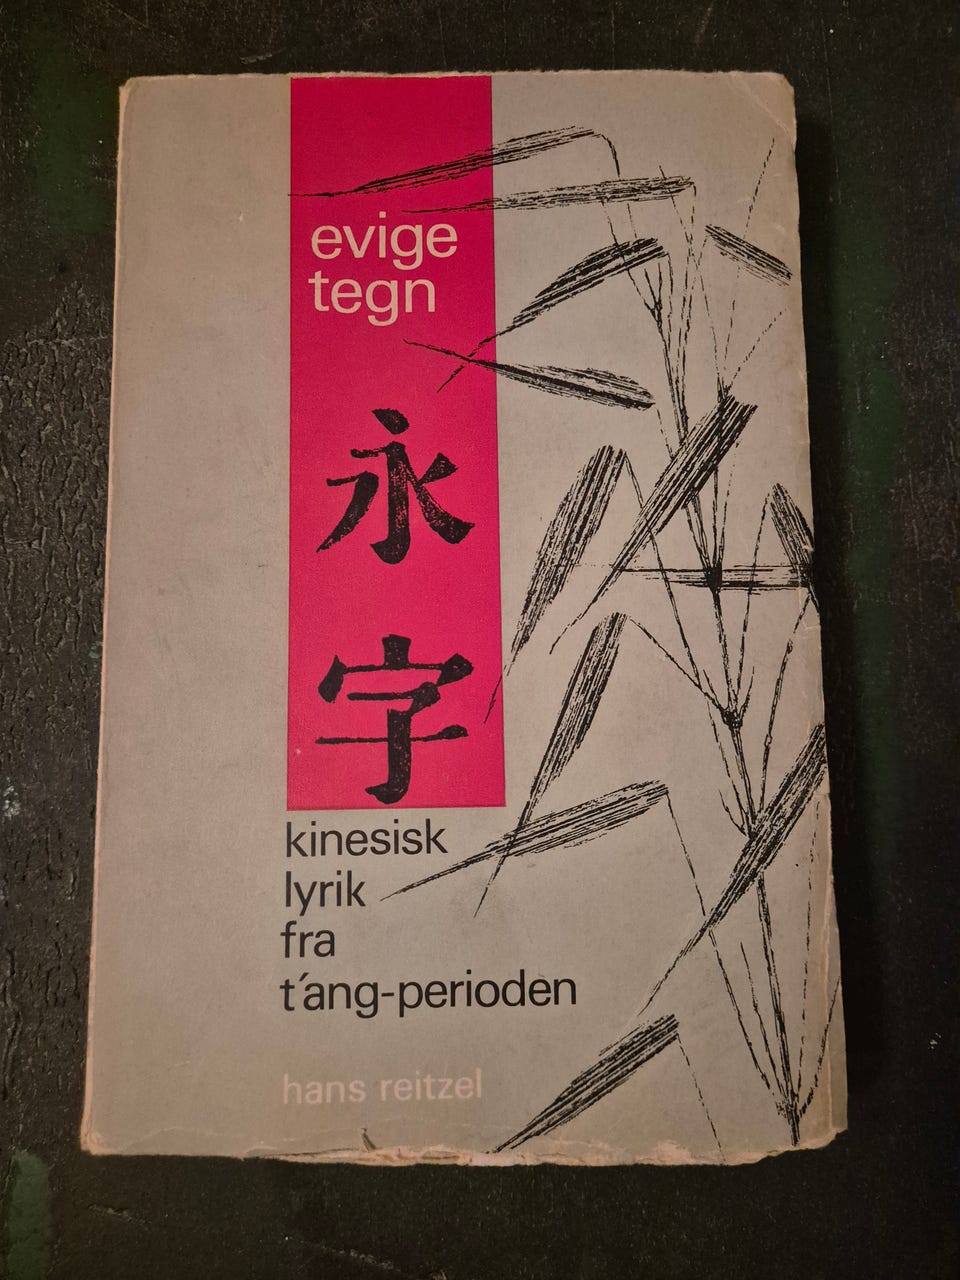 evige
tegn
永
字
kinesisk
lyrik
fra
t´ang-perioden
hans reitzel